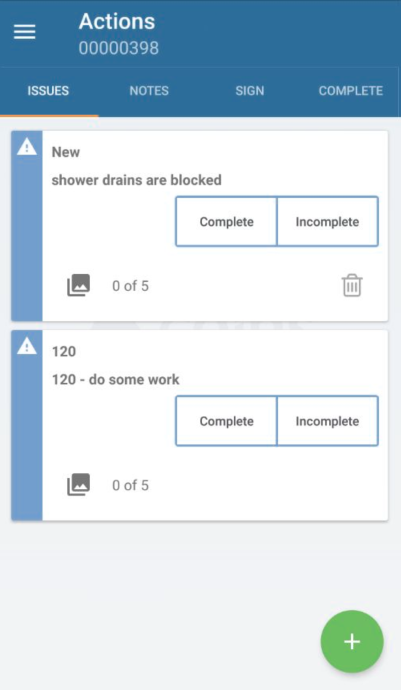 Actions
00000398
ISSUES NOTES SIGN COMPLETE
New
shower drains are blocked
Complete Incomplete
0 of 5
120
120 - do some work
Complete Incomplete
0 of 5